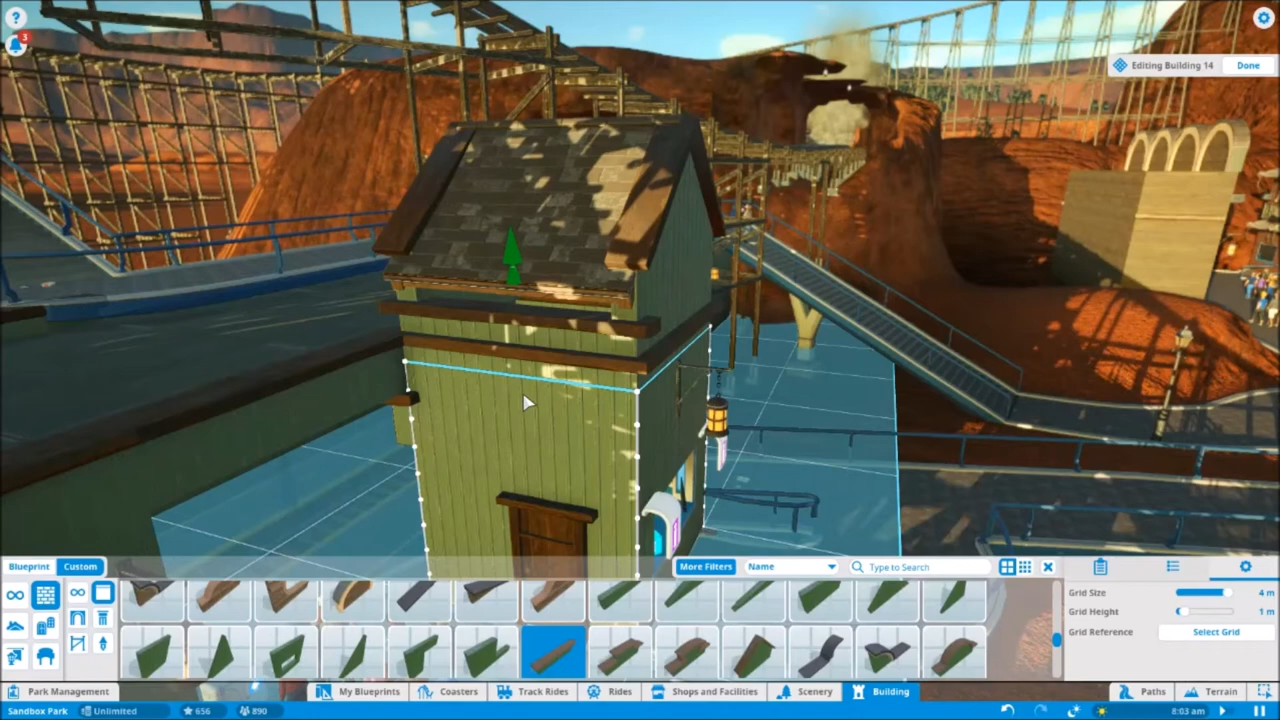 ?
3
Editing Building 14 Done
Blueprint Custom More Filters Name Type to Search
Grid Size 4 m
Grid Height 1 m
Grid Reference Select Grid
Park Management My Blueprints Coasters Track Rides Rides Shops and Facilities Scenery Building Paths Terrain
Sandbox Park Unlimited 656 890 8:03 am